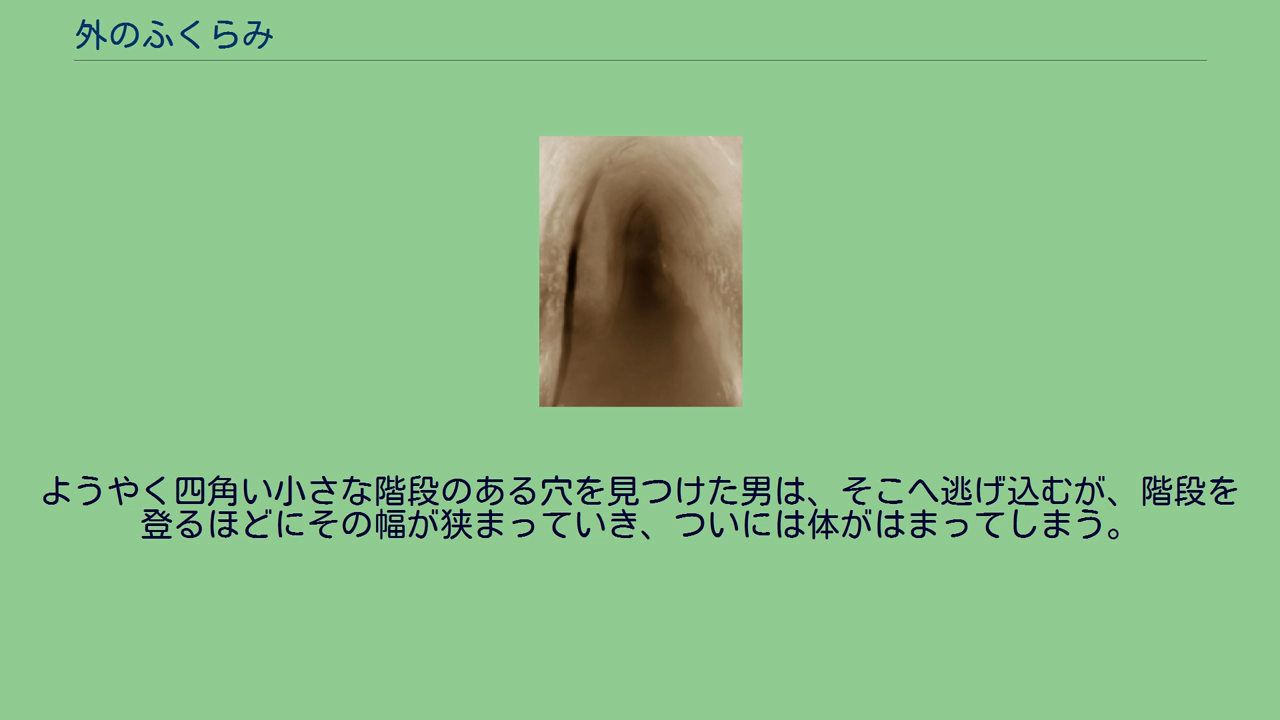 外のふくらみ
ようやく四角い小さな階段のある穴を見つけた男は、そこへ逃げ込むが、階段を
登るほどにその幅が狭まっていき、ついには体がはまってしまう。